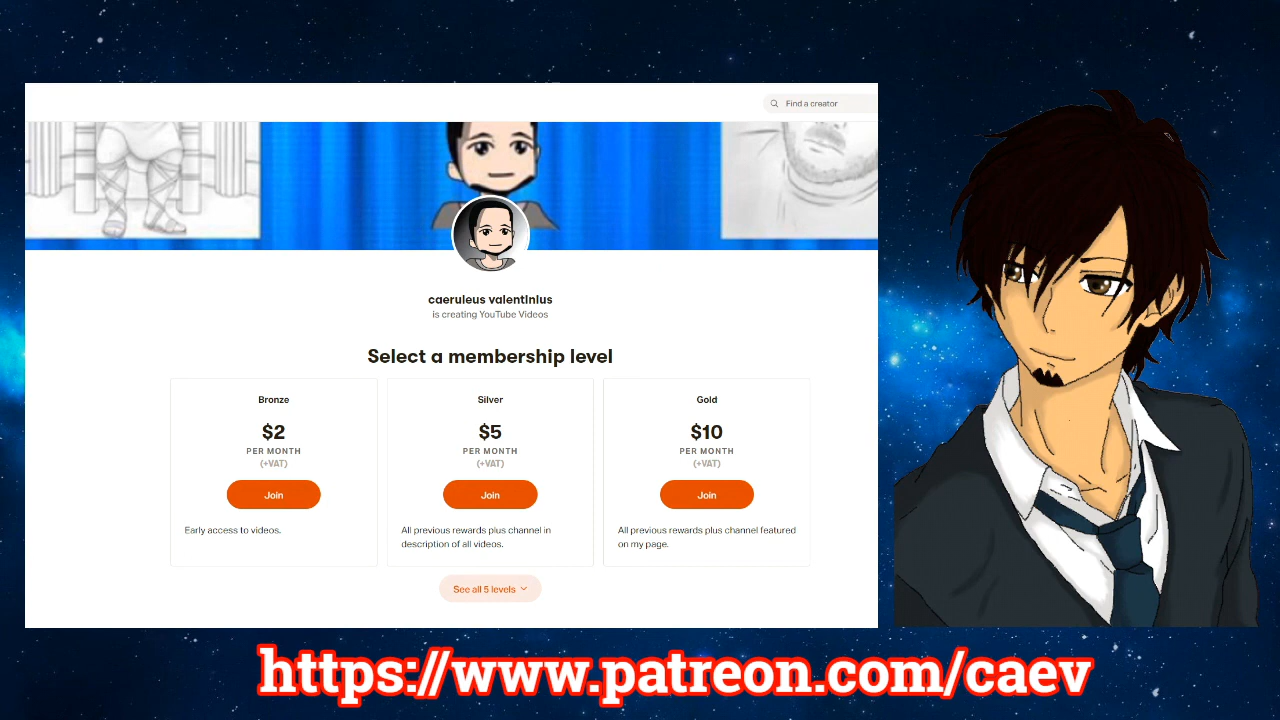 Find a creator
caeruleus valentinius
is creating YouTube Videos
Select a membership level
Bronze
$2
PER MONTH
(+VAT)
Join
Early access to videos.
Silver
$5
PER MONTH
(+VAT)
Join
All previous rewards plus channel in
description of all videos.
Gold
$10
PER MONTH
(+VAT)
Join
All previous rewards plus channel featured
on my page.
See all 5 levels
https://www.patreon.com/caev